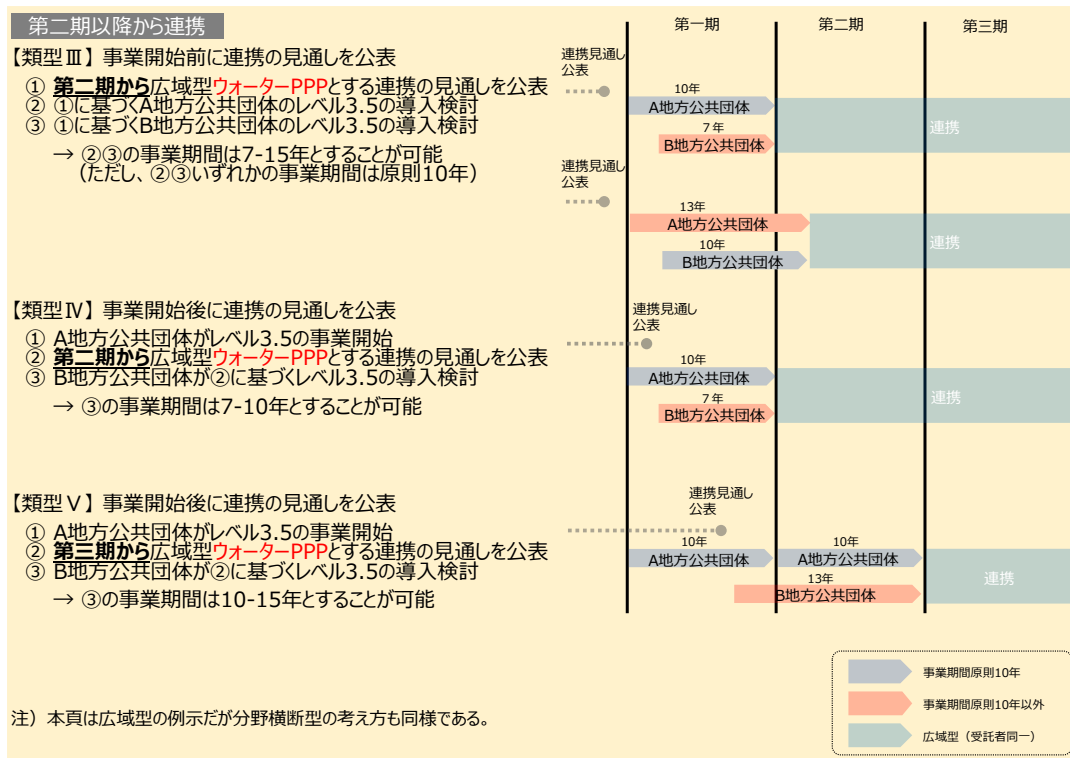 第二期以降から連携
【類型Ⅲ】事業開始前に連携の見通しを公表
① 第二期から広域型ウォーターPPPとする連携の見通しを公表
② ①に基づくA地方公共団体のレベル3.5の導入検討
③ ①に基づくB地方公共団体のレベル3.5の導入検討
→ ②③の事業期間は7-15年とすることが可能
（ただし、②③いずれかの事業期間は原則10年）
第一期
第二期
第三期
連携見通し
公表
10年
A地方公共団体
7年
B地方公共団体
連携
連携見通し
公表
13年
A地方公共団体
10年
B地方公共団体
連携
【類型Ⅳ】事業開始後に連携の見通しを公表
① A地方公共団体がレベル3.5の事業開始
② 第二期から広域型ウォーターPPPとする連携の見通しを公表
③ B地方公共団体が②に基づくレベル3.5の導入検討
→ ③の事業期間は7-10年とすることが可能
連携見通し
公表
10年
A地方公共団体
7年
B地方公共団体
連携
【類型Ⅴ】事業開始後に連携の見通しを公表
① A地方公共団体がレベル3.5の事業開始
② 第三期から広域型ウォーターPPPとする連携の見通しを公表
③ B地方公共団体が②に基づくレベル3.5の導入検討
→ ③の事業期間は10-15年とすることが可能
連携見通し
公表
10年
A地方公共団体
10年
A地方公共団体
13年
B地方公共団体
連携
事業期間原則10年
事業期間原則10年以外
広域型（受託者同一）
注）本頁は広域型の例示だが分野横断型の考え方も同様である。